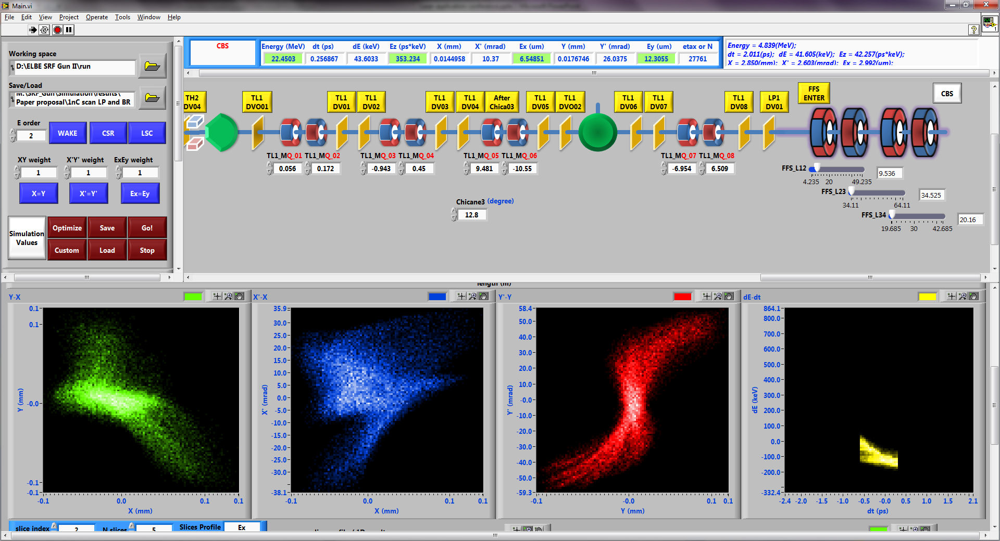 Main.vi
File Edit View Project Operate Tools Window Help
Working space
D:\ELBE SRF Gun II\run
Save/Load
M:\SRF_Gun\Simulation\results\
Paper proposal\1nC scan LP and BR
E order
2
WAKE CSR LSC
XY weight X'Y' weight ExEy weight
1 1 1
X=Y X'=Y' Ex=Ey
Simulation Values
Optimize Save Go!
Custom Load Stop
CBS
Energy (MeV) dt (ps) dE (keV) Ez (ps*keV) X (mm) X' (mrad) Ex (um) Y (mm) Y' (mrad) Ey (um) etax or N
22.4503 0.256867 43.6033 353.234 0.0144958 10.37 6.54851 0.0176746 26.0375 12.3055 27761
Energy = 4.839(MeV);
dt = 2.011(ps); dE = 41.605(keV); Ez = 42.257(ps*keV);
X = 2.850(mm); X' = 2.603(mrad); Ex = 2.992(um);
TH2 DV04
TL1 DVO01
TL1 DV01
TL1 DV02
TL1 DV03
TL1 DV04
After Chica03
TL1 DV05
TL1 DVO02
TL1 DV06
TL1 DV07
TL1 DV08
LP1 DV01
FFS ENTER
CBS
TL1_MQ_01 TL1_MQ_02 TL1_MQ_03 TL1_MQ_04 TL1_MQ_05 TL1_MQ_06 TL1_MQ_07 TL1_MQ_08
0.056 0.172 -0.943 0.45 9.481 -10.55 -6.954 6.509
FFS_L12 9.536
4.235 20 49.235
FFS_L23 34.525
34.11 64.11
FFS_L34 20.16
19.685 30 42.685
Chicane3 (degree)
12.8
length (m)
Y-X
0.1
0.1
-0.0
-0.1
-0.1
Y (mm)
-0.1 0.0 0.1 0.1
X (mm)
X'-X
35.9
30.0
25.0
20.0
15.0
10.0
5.0
0.0
-5.0
-10.0
-15.0
-20.0
-25.0
-30.0
-38.1
X' (mrad)
-0.1 0.0 0.1 0.1
X (mm)
Y'-Y
58.4
50.0
40.0
30.0
20.0
10.0
-0.0
-10.0
-20.0
-30.0
-40.0
-50.0
-59.3
Y' (mrad)
-0.1 -0.0 0.1 0.1
Y (mm)
dE-dt
864.1
800.0
700.0
600.0
500.0
400.0
300.0
200.0
100.0
0.0
-100.0
-200.0
-332.4
dE (keV)
-2.4 -2.0 -1.5 -1.0 -0.5 -0.0 0.5 1.0 1.5 2.1
dt (ps)
slice index 2 N slices 5 Slices Profile Ex